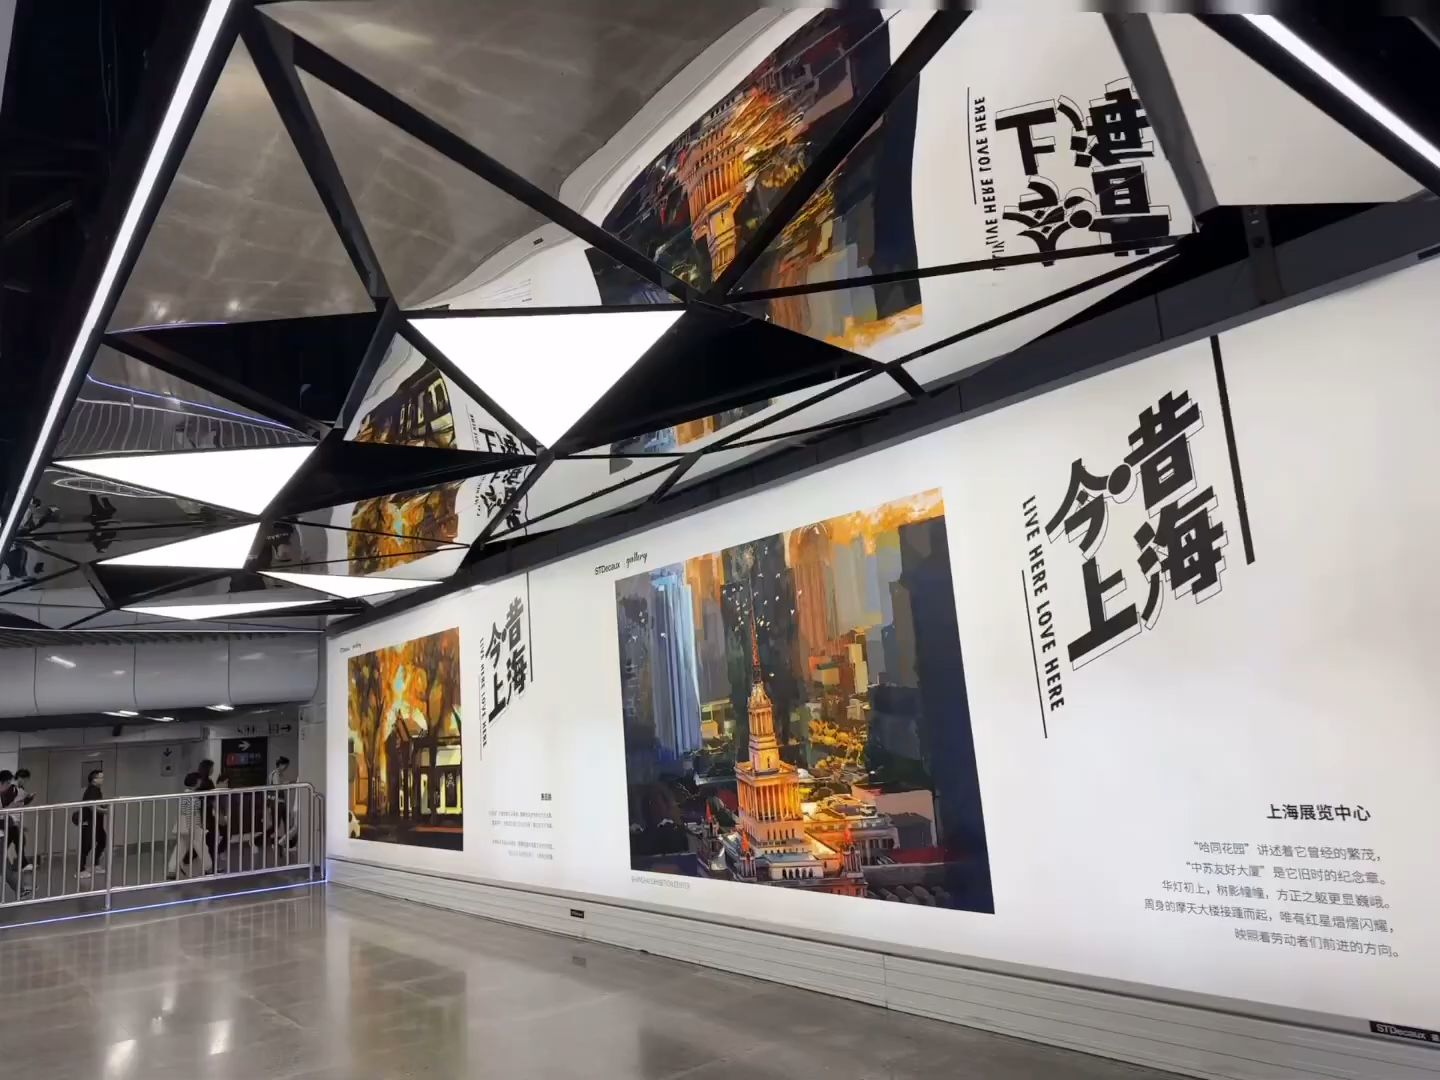 STDecaux gallery
今昔
上海
LIVE HERE LOVE HERE
上海展览中心
“哈同花园”讲述着它曾经的繁茂，
“中苏友好大厦”是它旧时的纪念章。
华灯初上，树影幢幢，方正之躯更显巍峨。
周身的摩天大楼接踵而起，唯有红星熠熠闪耀，
映照着劳动者们前进的方向。
SHANGHAI EXHIBITION CENTER
STDecaux
今昔
上海
LIVE HERE LOVE HERE